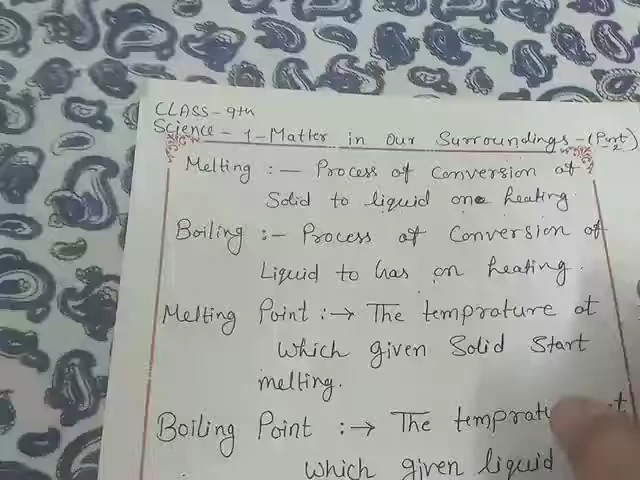 CLASS-9th
Science - 1 - Matter in Our Surroundings - (Part-2)
Melting :— Process of Conversion of
Solid to liquid one heating
Boiling :- Process of Conversion of
Liquid to Gas on heating.
Melting Point :→ The temprature at
which given Solid Start
melting.
Boiling Point :→ The temprat
which given liquid